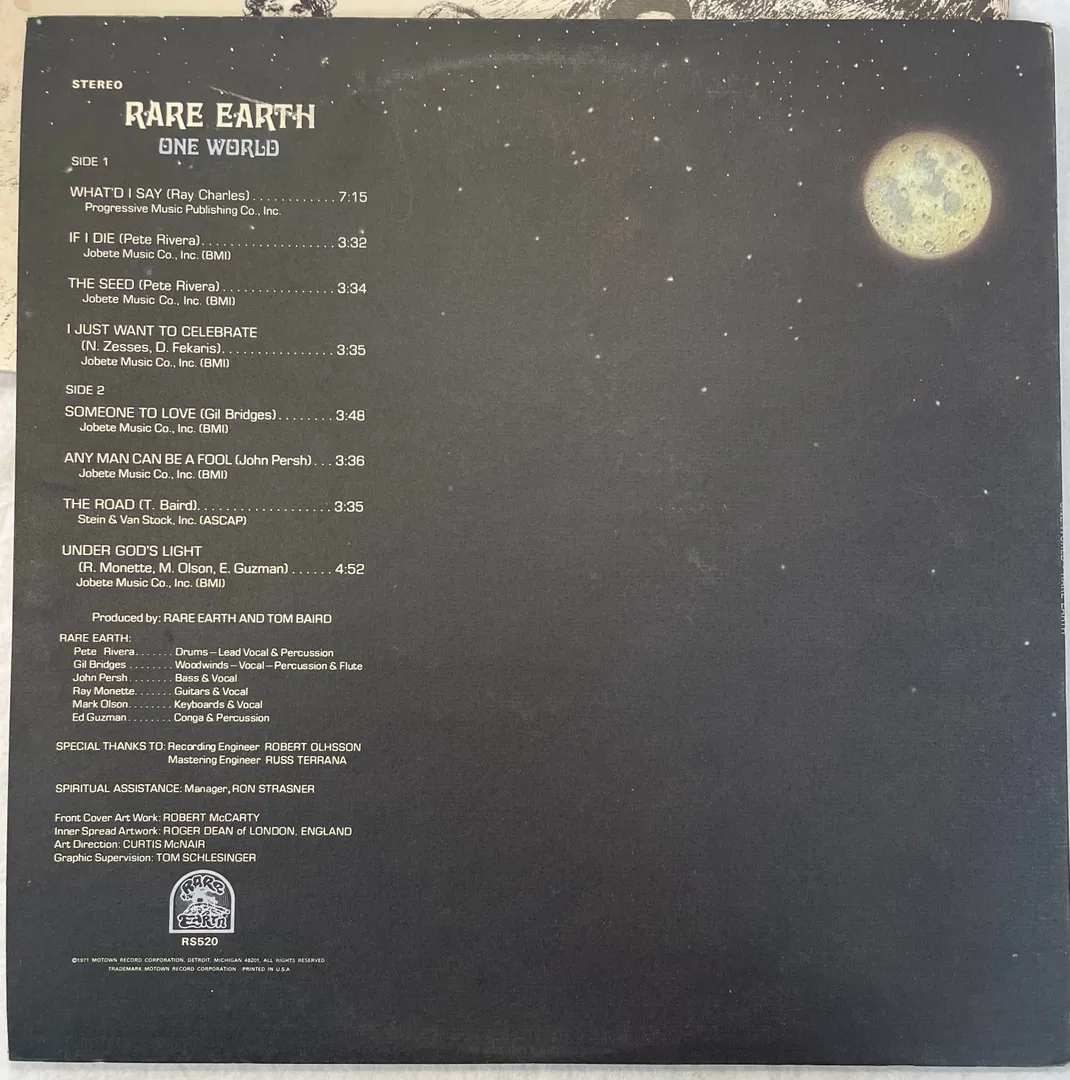 STEREO
RARE EARTH
ONE WORLD
SIDE 1
WHAT'D I SAY (Ray Charles)............7:15
Progressive Music Publishing Co., Inc.
IF I DIE (Pete Rivera)..................3:32
Jobete Music Co., Inc. (BMI)
THE SEED (Pete Rivera)...............3:34
Jobete Music Co., Inc. (BMI)
I JUST WANT TO CELEBRATE
(N. Zesses, D. Fekaris)...............3:35
Jobete Music Co., Inc. (BMI)
SIDE 2
SOMEONE TO LOVE (Gil Bridges)........3:48
Jobete Music Co., Inc. (BMI)
ANY MAN CAN BE A FOOL (John Persh)...3:36
Jobete Music Co., Inc. (BMI)
THE ROAD (T. Baird)..................3:35
Stein & Van Stock, Inc. (ASCAP)
UNDER GOD'S LIGHT
(R. Monette, M. Olson, E. Guzman)......4:52
Jobete Music Co., Inc. (BMI)
Produced by: RARE EARTH AND TOM BAIRD
RARE EARTH:
Pete Rivera.......Drums—Lead Vocal & Percussion
Gil Bridges........Woodwinds—Vocal—Percussion & Flute
John Persh........Bass & Vocal
Ray Monette.......Guitars & Vocal
Mark Olson........Keyboards & Vocal
Ed Guzman........Conga & Percussion
SPECIAL THANKS TO: Recording Engineer ROBERT OLHSSON
Mastering Engineer RUSS TERRANA
SPIRITUAL ASSISTANCE: Manager, RON STRASNER
Front Cover Art Work: ROBERT McCARTY
Inner Spread Artwork: ROGER DEAN of LONDON, ENGLAND
Art Direction: CURTIS McNAIR
Graphic Supervision: TOM SCHLESINGER
RARE
EARTH
RS520
©1971 MOTOWN RECORD CORPORATION, DETROIT, MICHIGAN 48201, ALL RIGHTS RESERVED
TRADEMARK MOTOWN RECORD CORPORATION PRINTED IN U.S.A